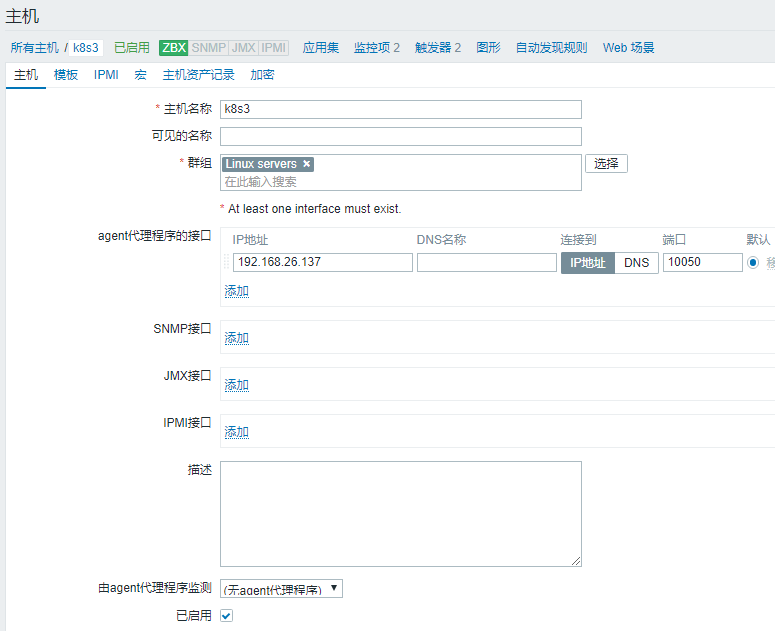 主机
所有主机 / k8s3 已启用 ZBX SNMP JMX IPMI 应用集 监控项 2 触发器 2 图形 自动发现规则 Web 场景
主机 模板 IPMI 宏 主机资产记录 加密
* 主机名称 k8s3
可见的名称
* 群组 Linux servers × 选择
在此输入搜索
* At least one interface must exist.
agent代理程序的接口 IP地址 DNS名称 连接到 端口 默认
192.168.26.137 IP地址 DNS 10050 移
添加
SNMP接口 添加
JMX接口 添加
IPMI接口 添加
描述
由agent代理程序监测 (无agent代理程序)
已启用